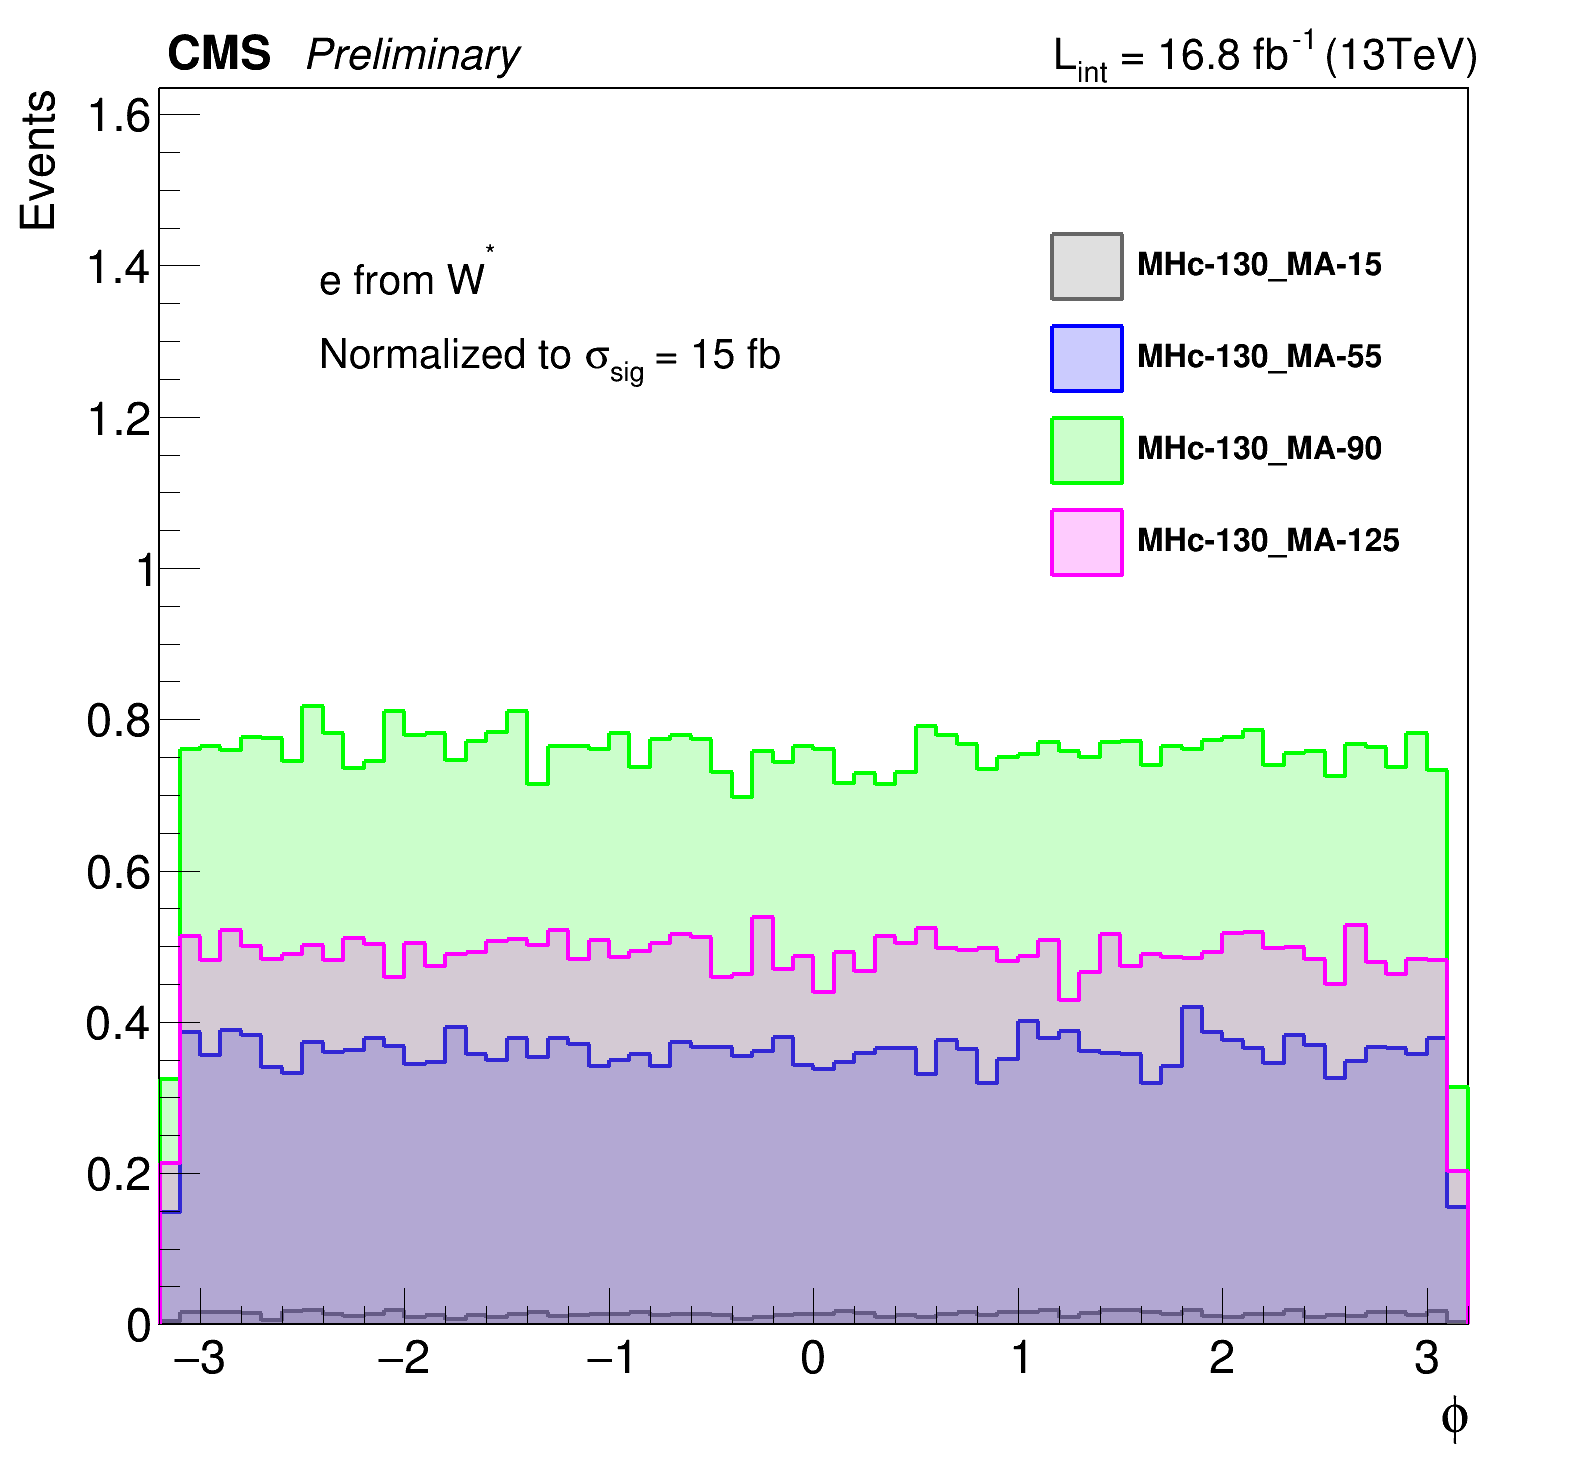 CMS Preliminary
L_int = 16.8 fb^-1 (13TeV)
Events
1.6
1.4
1.2
1
0.8
0.6
0.4
0.2
0
e from W^*
Normalized to σ_sig = 15 fb
MHc-130_MA-15
MHc-130_MA-55
MHc-130_MA-90
MHc-130_MA-125
−3 −2 −1 0 1 2 3
ϕ